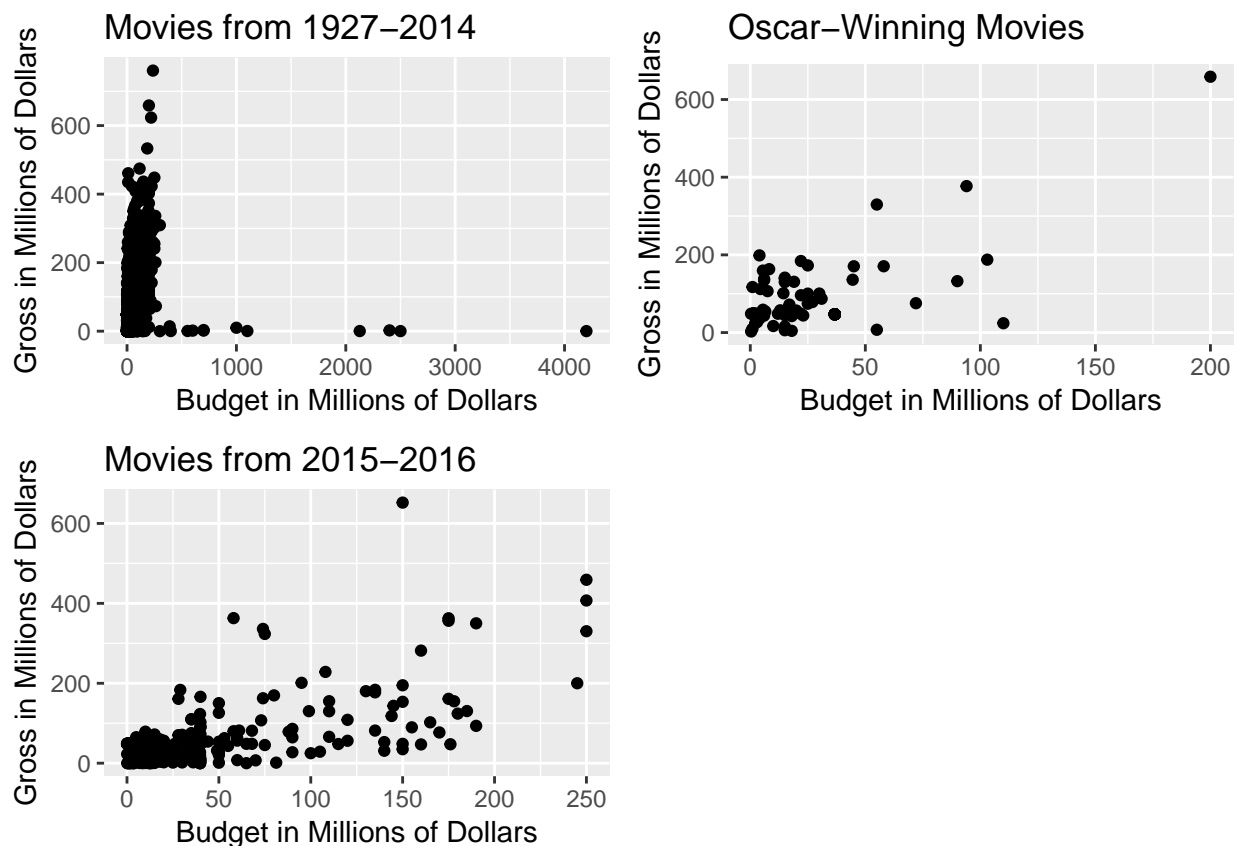 Movies from 1927–2014
Gross in Millions of Dollars
600
400
200
0
0 1000 2000 3000 4000
Budget in Millions of Dollars
Oscar–Winning Movies
Gross in Millions of Dollars
600
400
200
0
0 50 100 150 200
Budget in Millions of Dollars
Movies from 2015–2016
Gross in Millions of Dollars
600
400
200
0
0 50 100 150 200 250
Budget in Millions of Dollars